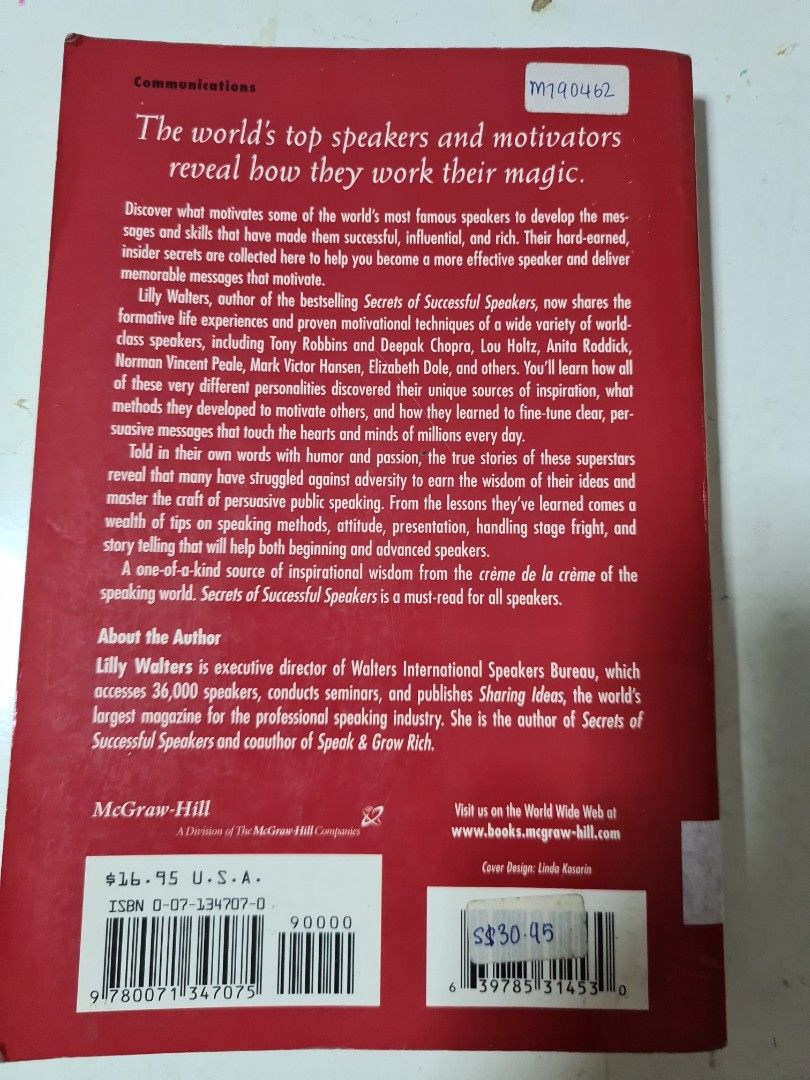 Communications
M790462
The world's top speakers and motivators
reveal how they work their magic.
Discover what motivates some of the world's most famous speakers to develop the mes-
sages and skills that have made them successful, influential, and rich. Their hard-earned,
insider secrets are collected here to help you become a more effective speaker and deliver
memorable messages that motivate.
Lilly Walters, author of the bestselling Secrets of Successful Speakers, now shares the
formative life experiences and proven motivational techniques of a wide variety of world-
class speakers, including Tony Robbins and Deepak Chopra, Lou Holtz, Anita Roddick,
Norman Vincent Peale, Mark Victor Hansen, Elizabeth Dole, and others. You'll learn how all
of these very different personalities discovered their unique sources of inspiration, what
methods they developed to motivate others, and how they learned to fine-tune clear, per-
suasive messages that touch the hearts and minds of millions every day.
Told in their own words with humor and passion, the true stories of these superstars
reveal that many have struggled against adversity to earn the wisdom of their ideas and
master the craft of persuasive public speaking. From the lessons they've learned comes a
wealth of tips on speaking methods, attitude, presentation, handling stage fright, and
story telling that will help both beginning and advanced speakers.
A one-of-a-kind source of inspirational wisdom from the crème de la crème of the
speaking world. Secrets of Successful Speakers is a must-read for all speakers.
About the Author
Lilly Walters is executive director of Walters International Speakers Bureau, which
accesses 36,000 speakers, conducts seminars, and publishes Sharing Ideas, the world's
largest magazine for the professional speaking industry. She is the author of Secrets of
Successful Speakers and coauthor of Speak & Grow Rich.
McGraw-Hill
A Division of The McGraw-Hill Companies
Visit us on the World Wide Web at
www.books.mcgraw-hill.com
Cover Design: Linda Kosarin
$16.95 U.S.A.
ISBN 0-07-134707-0
90000
9 780071 347075
S$30.95
6 39785 31453 0